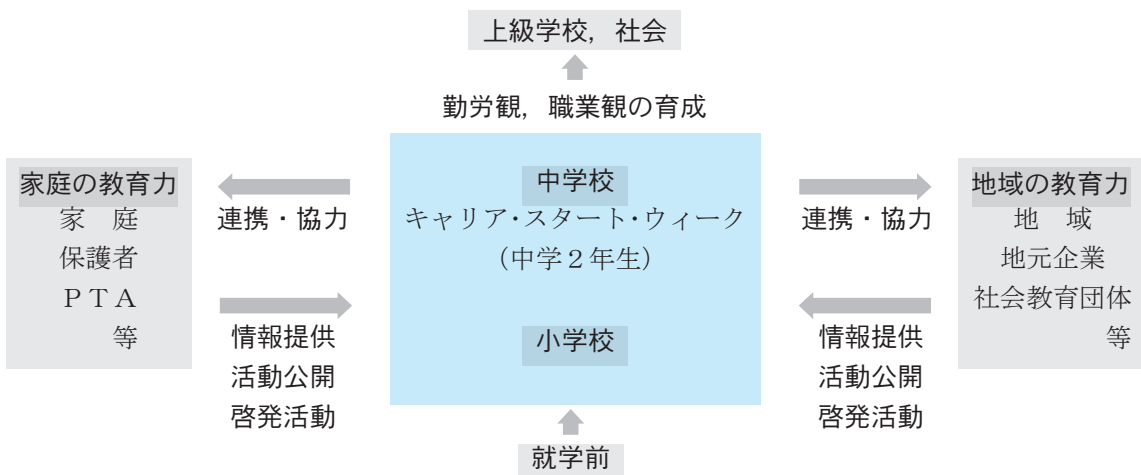 上級学校，社会
勤労観，職業観の育成
家庭の教育力
家　庭
保護者
ＰＴＡ
等
連携・協力
情報提供
活動公開
啓発活動
中学校
キャリア・スタート・ウィーク
（中学２年生）
小学校
連携・協力
情報提供
活動公開
啓発活動
地域の教育力
地　域
地元企業
社会教育団体
等
就学前